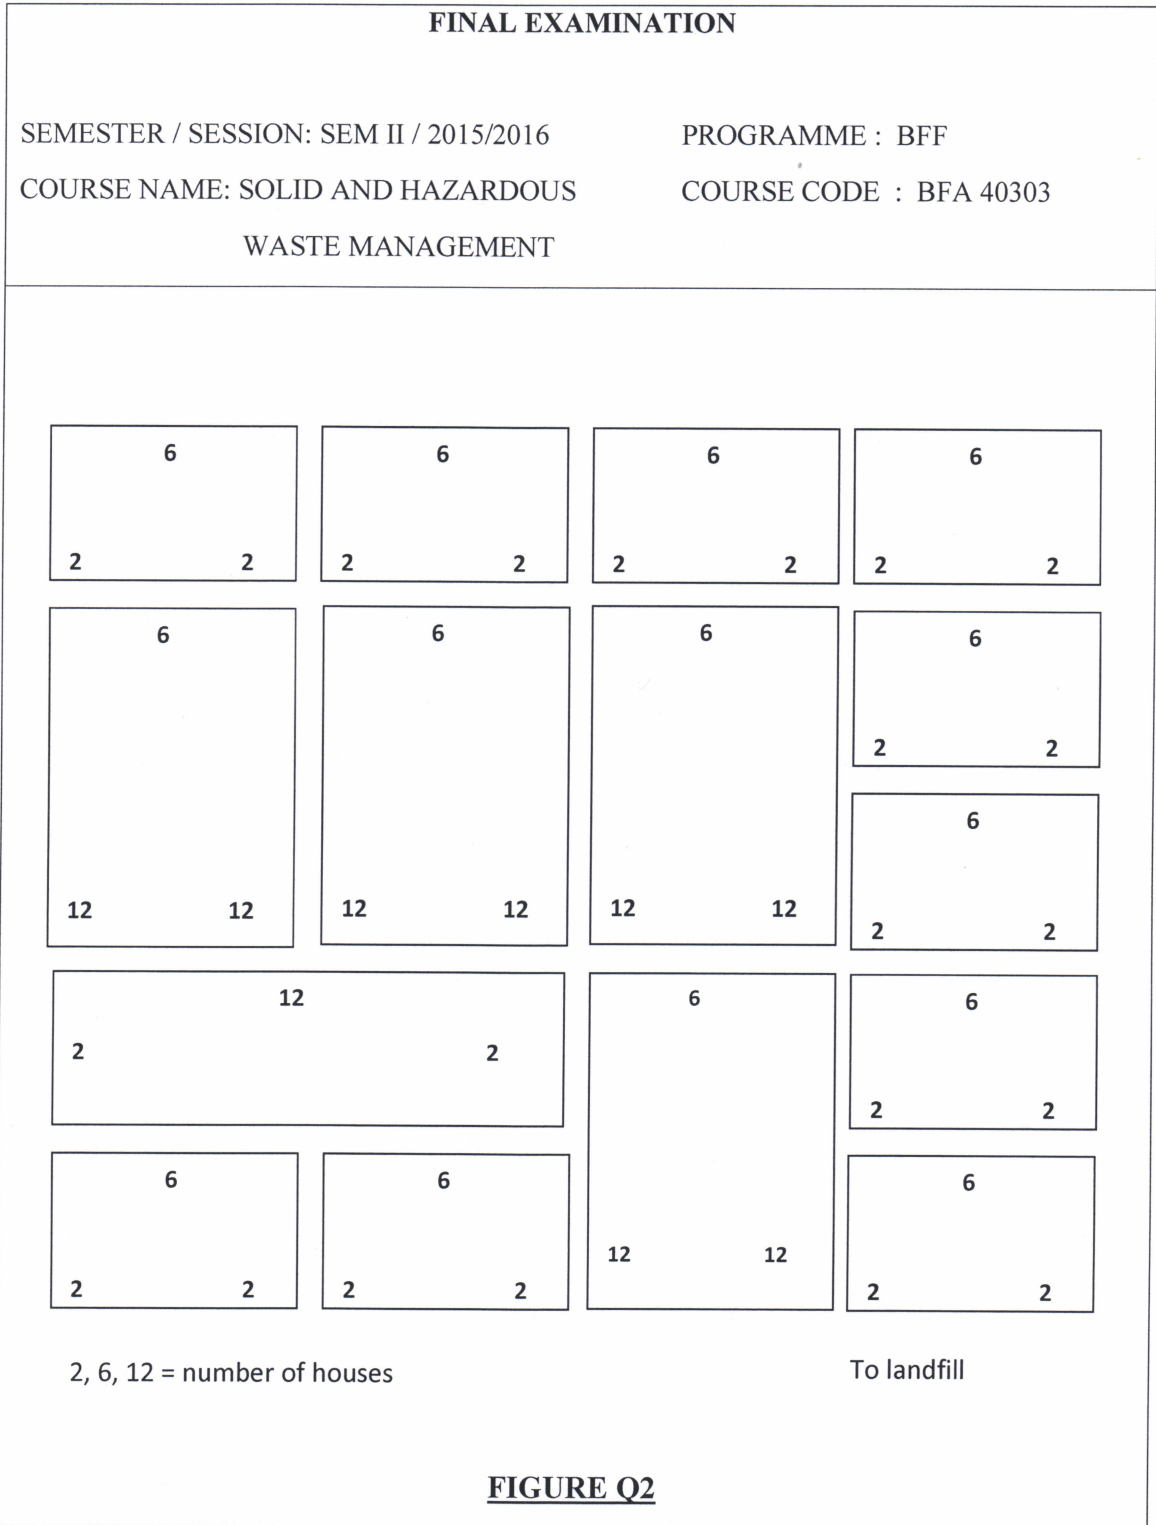 FINAL EXAMINATION
SEMESTER / SESSION: SEM II / 2015/2016 PROGRAMME : BFF
COURSE NAME: SOLID AND HAZARDOUS COURSE CODE : BFA 40303
WASTE MANAGEMENT
6 6 6 6
2 2 2 2 2 2 2 2
6 6 6 6
2 2
6
12 12 12 12 12 12
2 2
12 6 6
2 2
2 2
6 6 6
12 12
2 2 2 2 2 2
2, 6, 12 = number of houses To landfill
FIGURE Q2